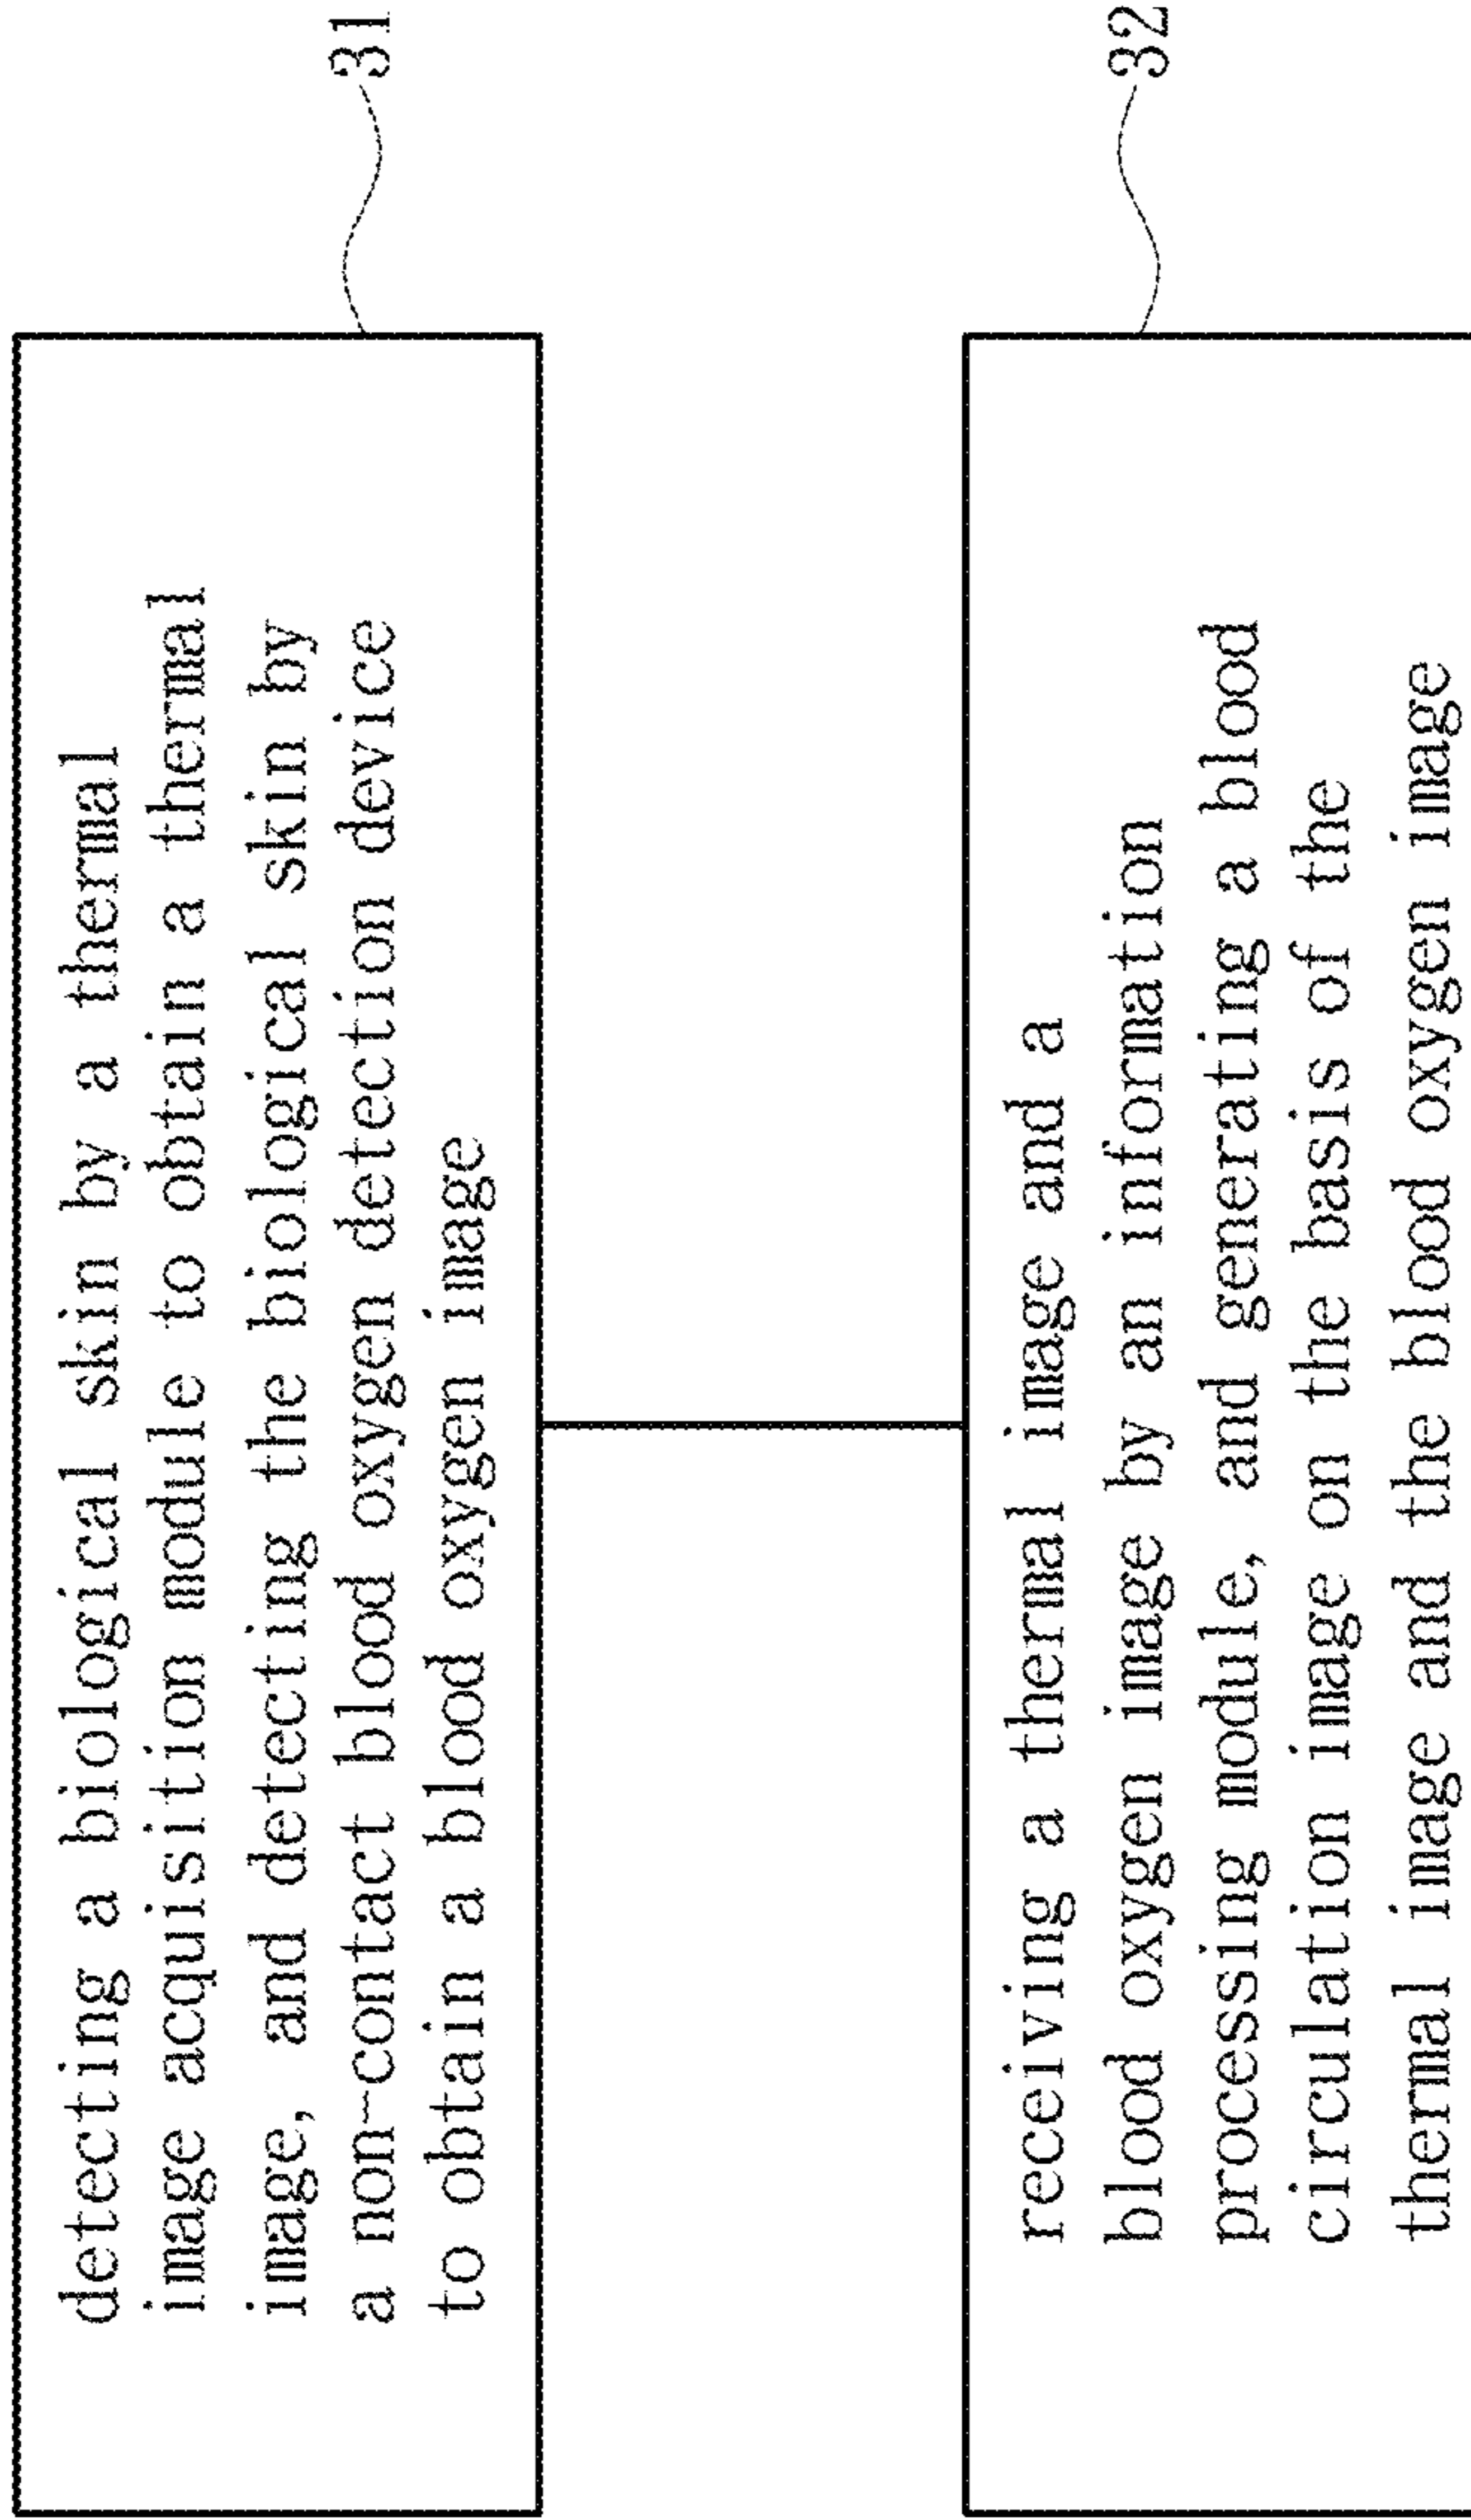 detecting a biological skin by a thermal
image acquisition module to obtain a thermal
image, and detecting the biological skin by
a non-contact blood oxygen detection device
to obtain a blood oxygen image
31
receiving a thermal image and a
blood oxygen image by an information
processing module, and generating a blood
circulation image on the basis of the
thermal image and the blood oxygen image
32